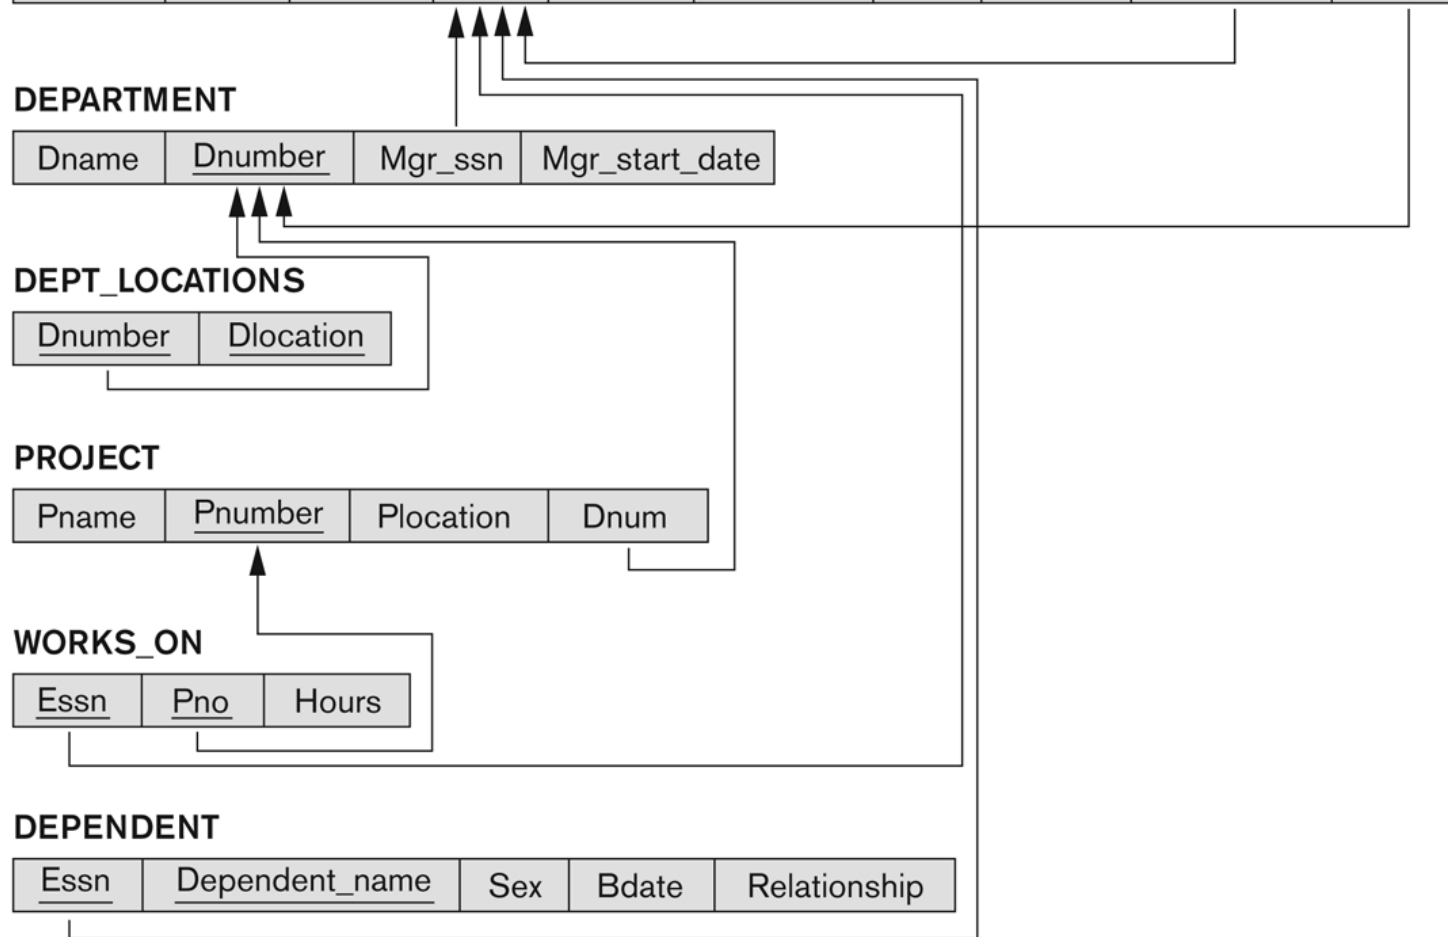 DEPARTMENT
Dname Dnumber Mgr_ssn Mgr_start_date
DEPT_LOCATIONS
Dnumber Dlocation
PROJECT
Pname Pnumber Plocation Dnum
WORKS_ON
Essn Pno Hours
DEPENDENT
Essn Dependent_name Sex Bdate Relationship